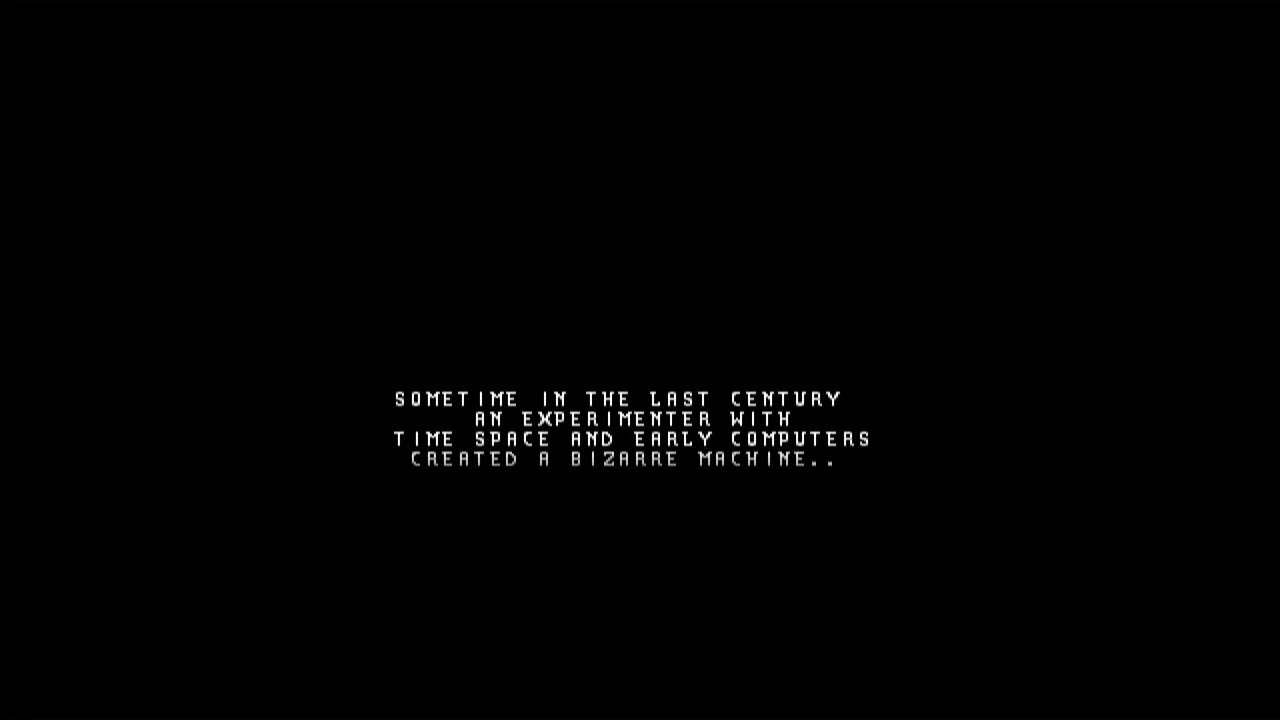 SOMETIME IN THE LAST CENTURY
AN EXPERIMENTER WITH
TIME SPACE AND EARLY COMPUTERS
CREATED A BIZARRE MACHINE..